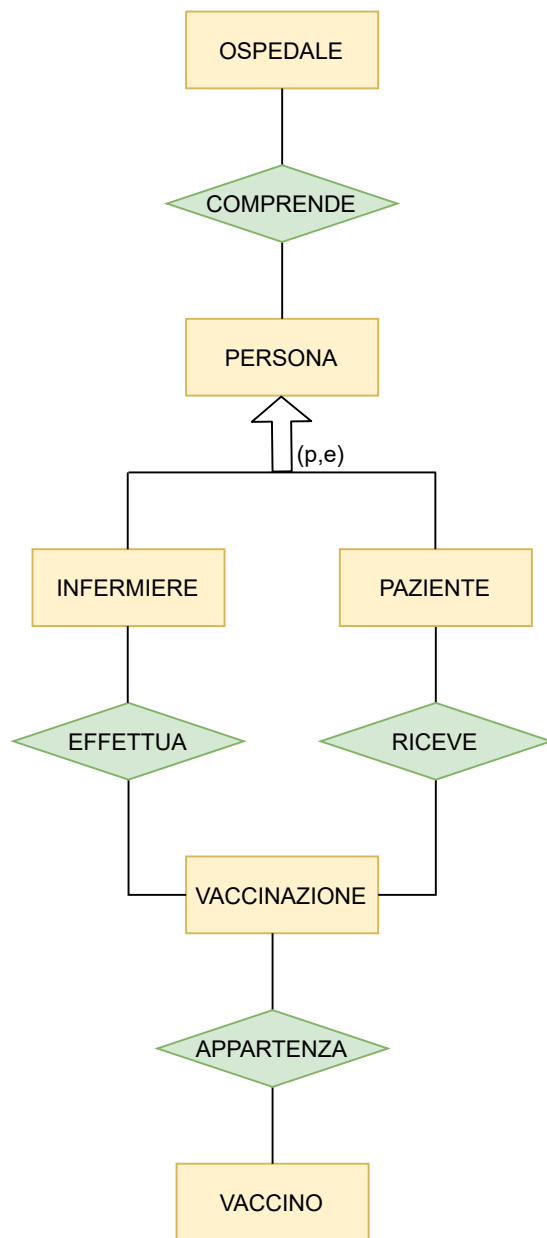 OSPEDALE
COMPRENDE
PERSONA
(p,e)
INFERMIERE
PAZIENTE
EFFETTUA
RICEVE
VACCINAZIONE
APPARTENZA
VACCINO